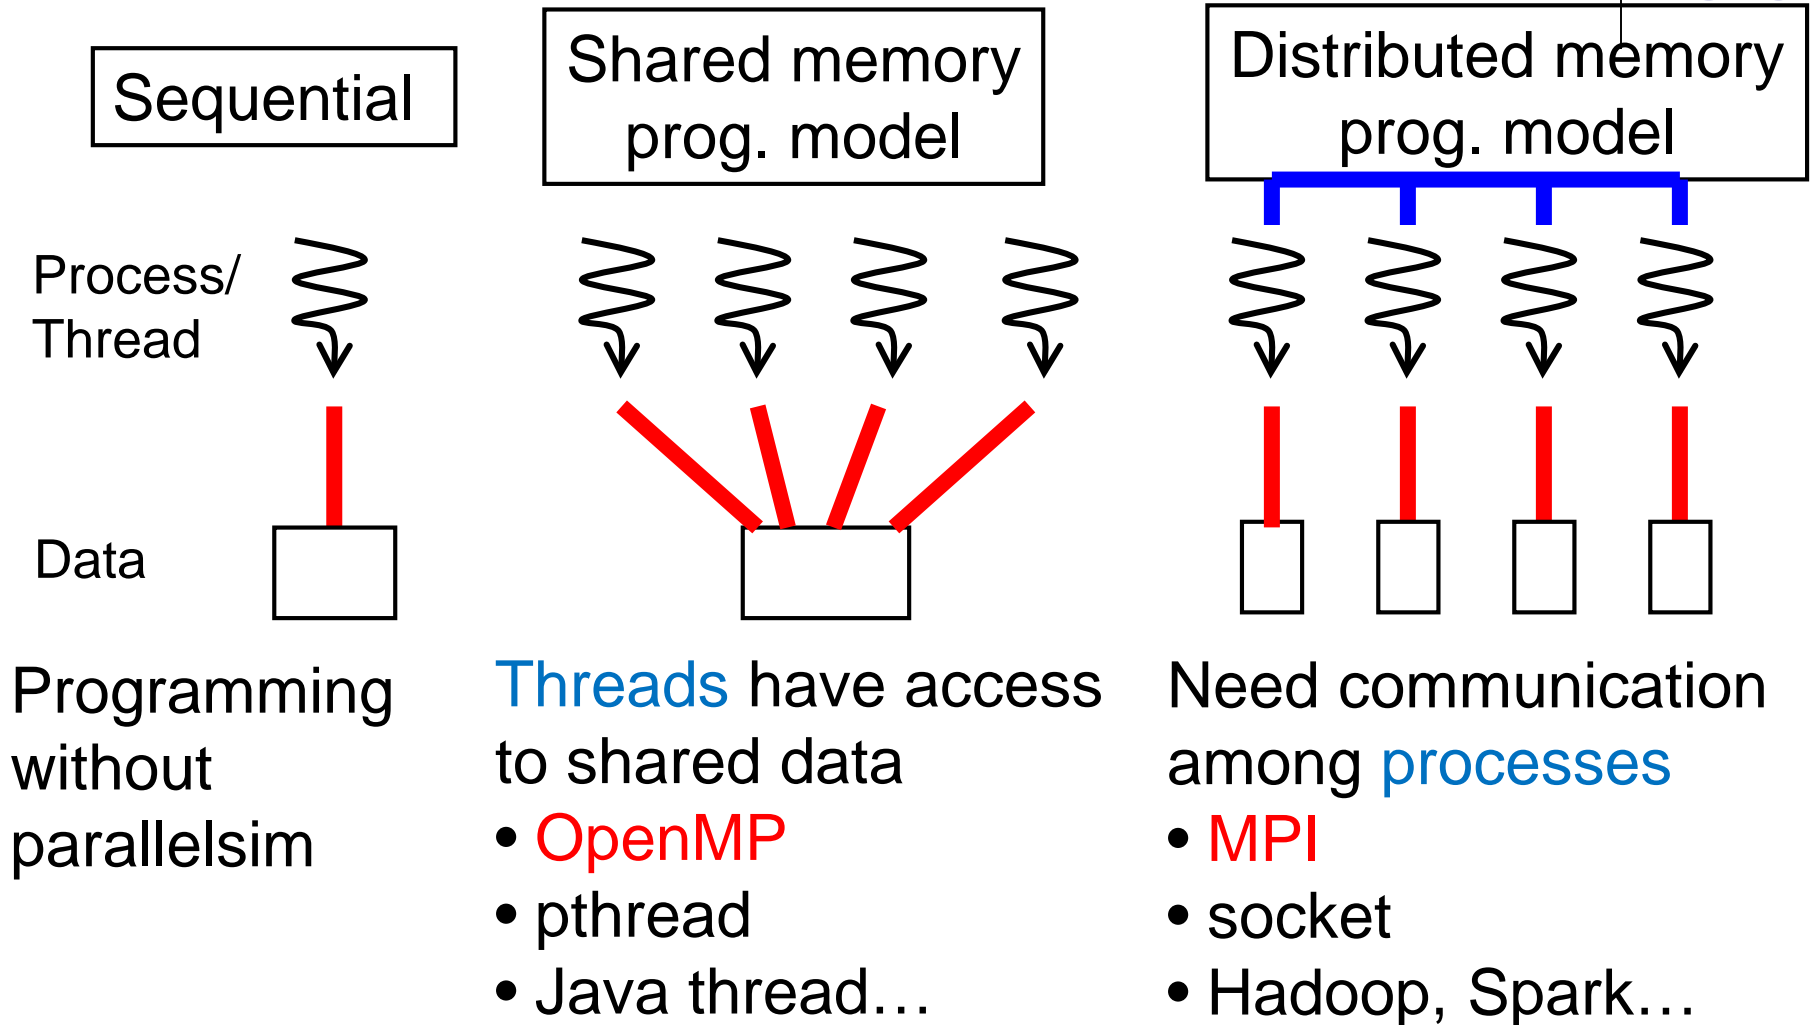 Sequential
Shared memory
prog. model
Distributed memory
prog. model
Process/
Thread
Data
Programming
without
parallelsim
Threads have access
to shared data
• OpenMP
• pthread
• Java thread…
Need communication
among processes
• MPI
• socket
• Hadoop, Spark…